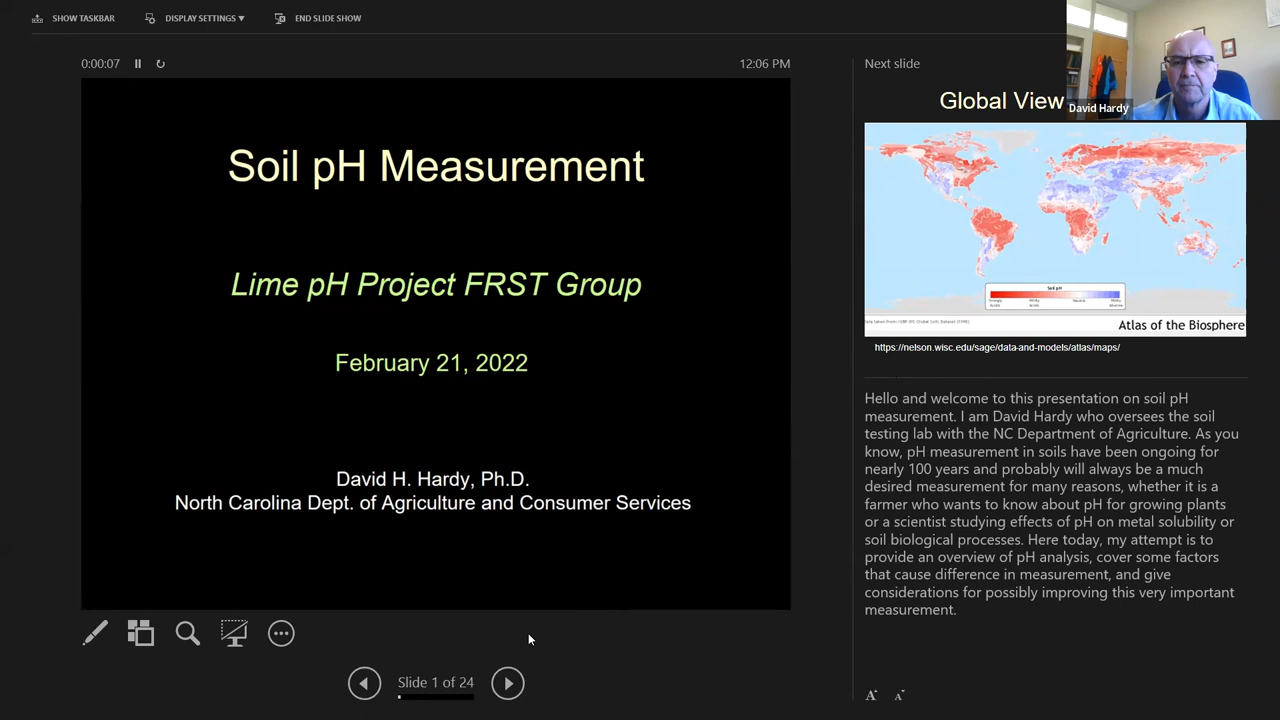 SHOW TASKBAR
DISPLAY SETTINGS ▼
END SLIDE SHOW
0:00:07
12:06 PM
Soil pH Measurement
Lime pH Project FRST Group
February 21, 2022
David H. Hardy, Ph.D.
North Carolina Dept. of Agriculture and Consumer Services
Slide 1 of 24
Next slide
Global View
David Hardy
Soil pH
Strongly Acidic
Neutral
Atlas of the Biosphere
https://nelson.wisc.edu/sage/data-and-models/atlas/maps/
Hello and welcome to this presentation on soil pH
measurement. I am David Hardy who oversees the soil
testing lab with the NC Department of Agriculture. As you
know, pH measurement in soils have been ongoing for
nearly 100 years and probably will always be a much
desired measurement for many reasons, whether it is a
farmer who wants to know about pH for growing plants
or a scientist studying effects of pH on metal solubility or
soil biological processes. Here today, my attempt is to
provide an overview of pH analysis, cover some factors
that cause difference in measurement, and give
considerations for possibly improving this very important
measurement.
A A